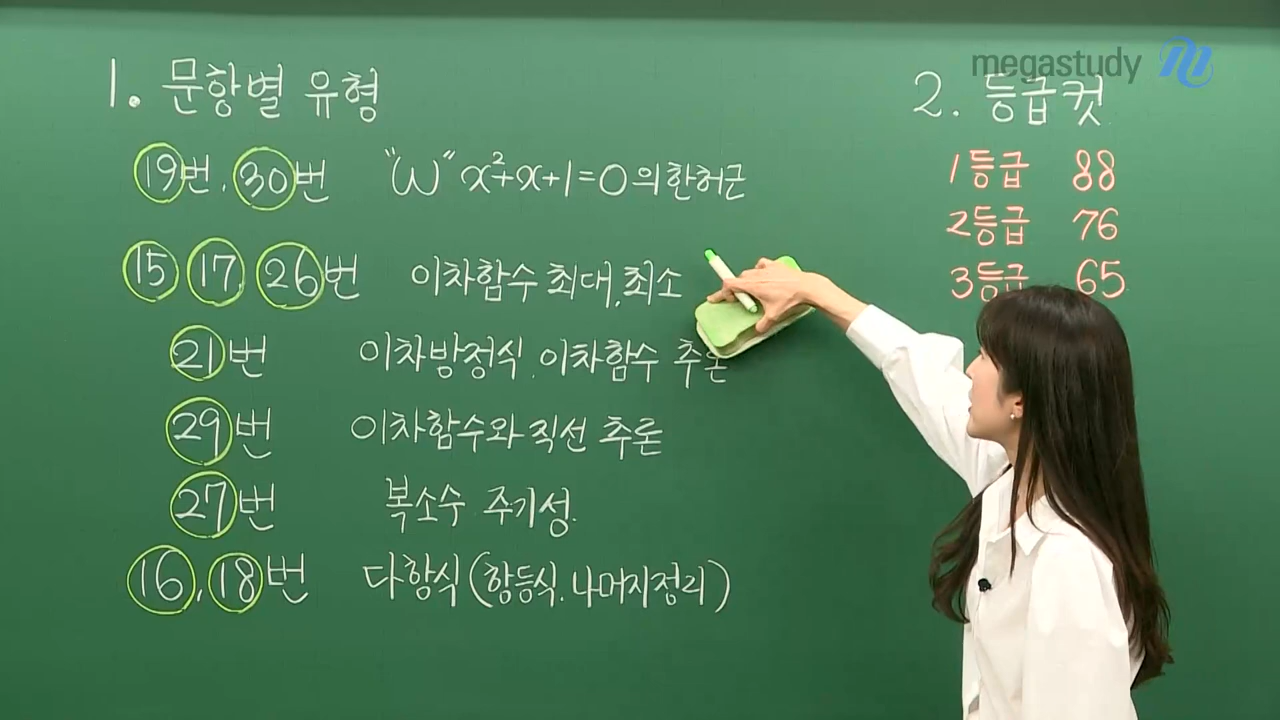 megastudy
1. 문항별 유형
19번, 30번 "ω" x²+x+1=0의 한 허근
15 17, 26번 이차함수 최대, 최소
21번 이차방정식, 이차함수 추론
29번 이차함수와 직선 추론
27번 복소수 주기성.
16, 18번 다항식 (항등식, 나머지정리)
2. 등급컷
1등급 88
2등급 76
3등급 65